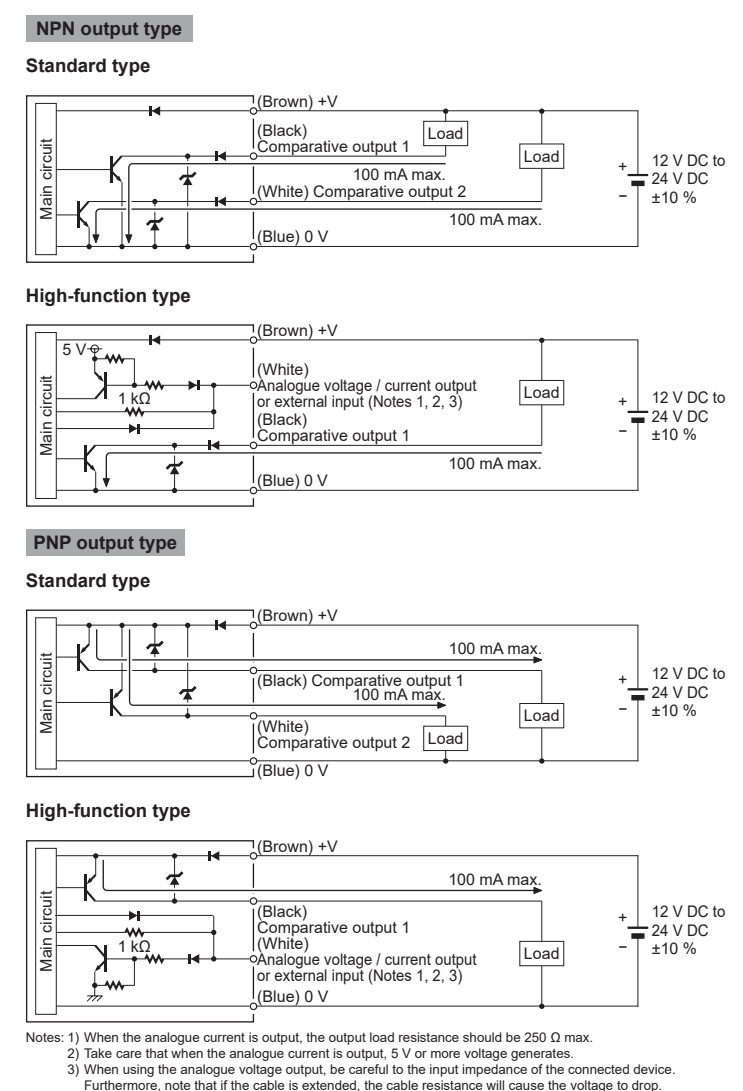 NPN output type
Standard type
Main circuit
(Brown) +V
(Black)
Comparative output 1
Load
Load
100 mA max.
(White) Comparative output 2
100 mA max.
(Blue) 0 V
+
−
12 V DC to
24 V DC
±10 %
High-function type
Main circuit
5 V
1 kΩ
(Brown) +V
(White)
Analogue voltage / current output
or external input (Notes 1, 2, 3)
(Black)
Comparative output 1
Load
100 mA max.
(Blue) 0 V
+
−
12 V DC to
24 V DC
±10 %
PNP output type
Standard type
Main circuit
(Brown) +V
100 mA max.
(Black) Comparative output 1
100 mA max.
(White)
Comparative output 2
Load
Load
(Blue) 0 V
+
−
12 V DC to
24 V DC
±10 %
High-function type
Main circuit
1 kΩ
(Brown) +V
100 mA max.
(Black)
Comparative output 1
(White)
Analogue voltage / current output
or external input (Notes 1, 2, 3)
Load
(Blue) 0 V
+
−
12 V DC to
24 V DC
±10 %
Notes: 1) When the analogue current is output, the output load resistance should be 250 Ω max.
2) Take care that when the analogue current is output, 5 V or more voltage generates.
3) When using the analogue voltage output, be careful to the input impedance of the connected device.
Furthermore, note that if the cable is extended, the cable resistance will cause the voltage to drop.